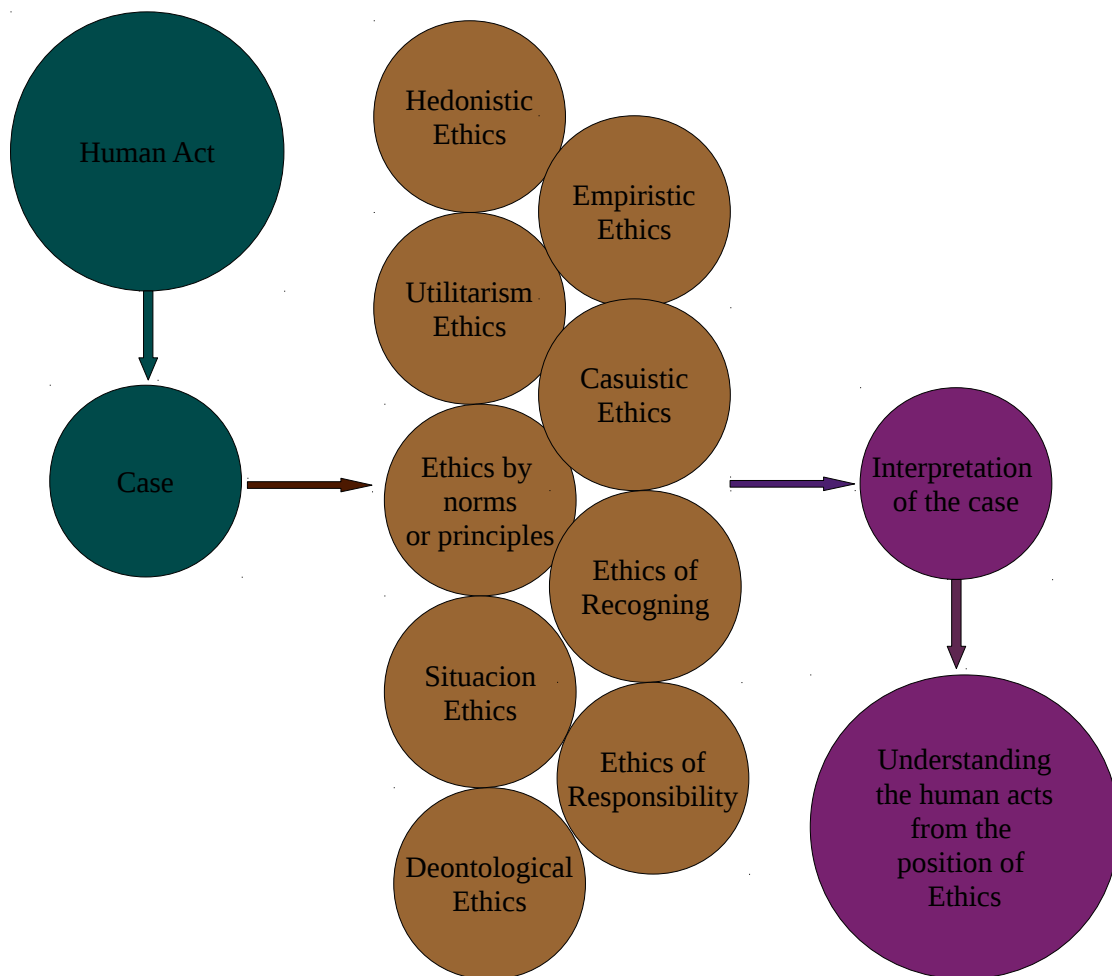 Human Act
Case
Hedonistic
Ethics
Empiristic
Ethics
Utilitarism
Ethics
Casuistic
Ethics
Ethics by
norms
or principles
Ethics of
Recogning
Situacion
Ethics
Ethics of
Responsibility
Deontological
Ethics
Interpretation
of the case
Understanding
the human acts
from the
position of
Ethics